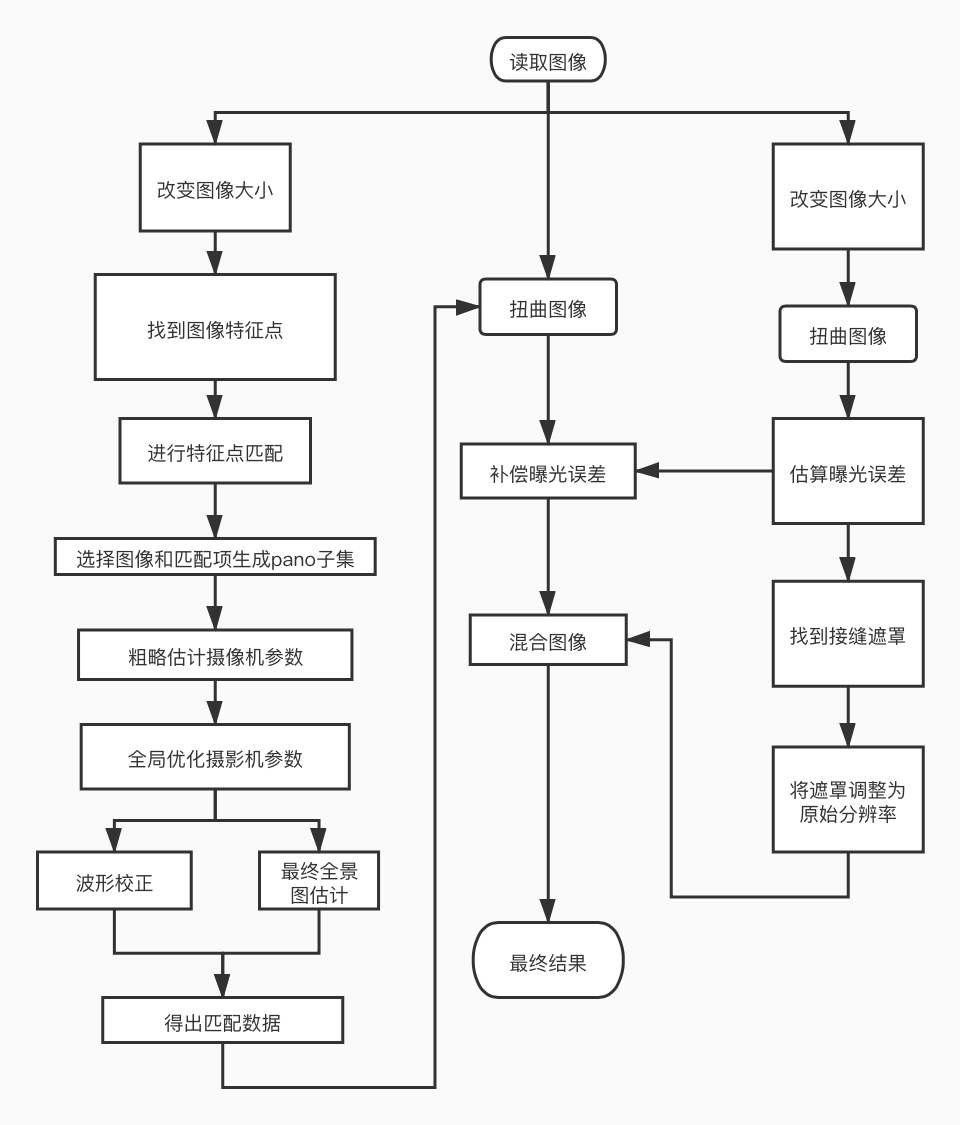 读取图像
改变图像大小
找到图像特征点
进行特征点匹配
选择图像和匹配项生成pano子集
粗略估计摄像机参数
全局优化摄影机参数
波形校正
最终全景
图估计
得出匹配数据
扭曲图像
补偿曝光误差
混合图像
最终结果
改变图像大小
扭曲图像
估算曝光误差
找到接缝遮罩
将遮罩调整为
原始分辨率